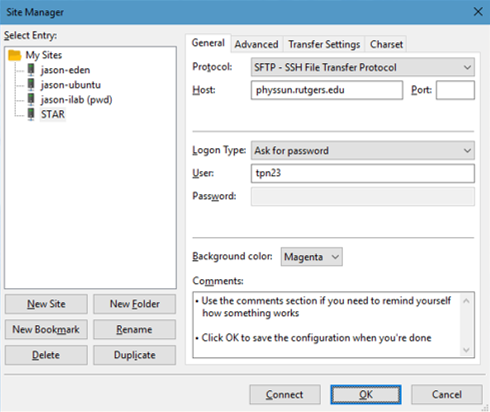 Site Manager
Select Entry:
My Sites
jason-eden
jason-ubuntu
jason-ilab (pwd)
STAR
New Site
New Folder
New Bookmark
Rename
Delete
Duplicate
General
Advanced
Transfer Settings
Charset
Protocol:
SFTP - SSH File Transfer Protocol
Host:
physsun.rutgers.edu
Port:
Logon Type:
Ask for password
User:
tpn23
Password:
Background color:
Magenta
Comments:
• Use the comments section if you need to remind yourself
how something works
• Click OK to save the configuration when you're done
Connect
OK
Cancel